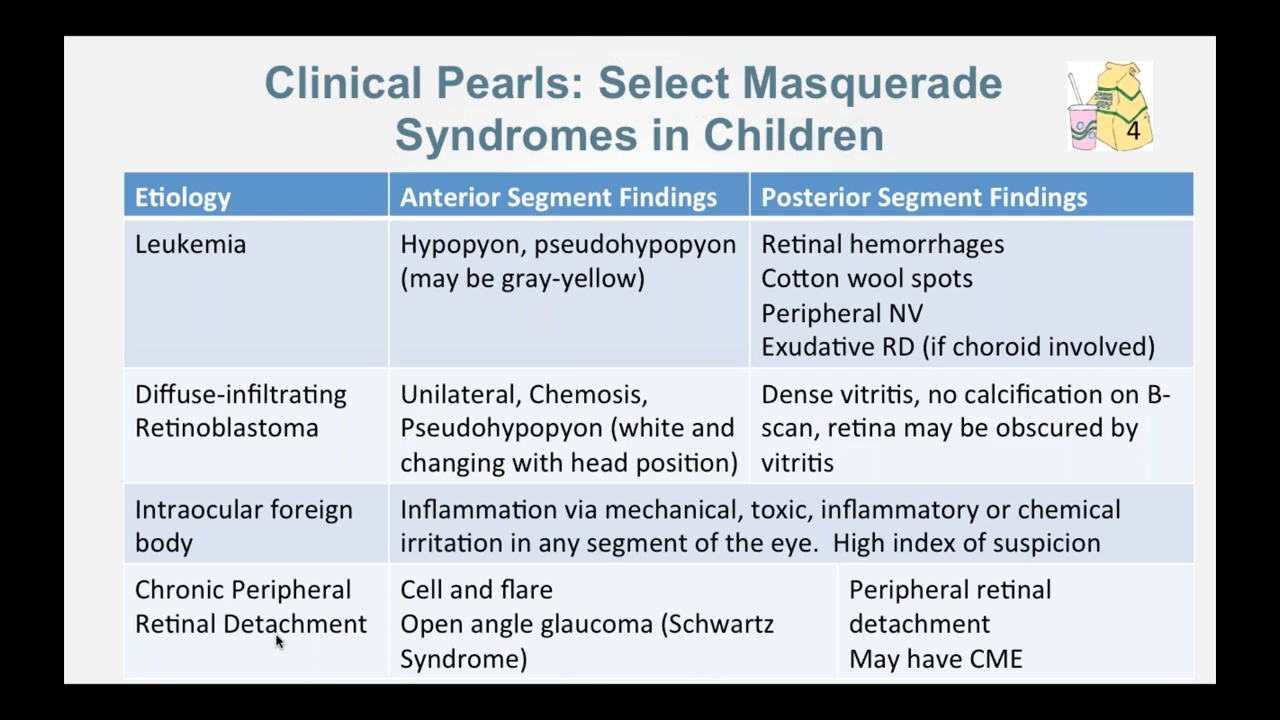 Clinical Pearls: Select Masquerade
Syndromes in Children
4
Etiology
Anterior Segment Findings
Posterior Segment Findings
Leukemia
Hypopyon, pseudohypopyon
(may be gray-yellow)
Retinal hemorrhages
Cotton wool spots
Peripheral NV
Exudative RD (if choroid involved)
Diffuse-infiltrating
Retinoblastoma
Unilateral, Chemosis,
Pseudohypopyon (white and
changing with head position)
Dense vitritis, no calcification on B-
scan, retina may be obscured by
vitritis
Intraocular foreign
body
Inflammation via mechanical, toxic, inflammatory or chemical
irritation in any segment of the eye.  High index of suspicion
Chronic Peripheral
Retinal Detachment
Cell and flare
Open angle glaucoma (Schwartz
Syndrome)
Peripheral retinal
detachment
May have CME